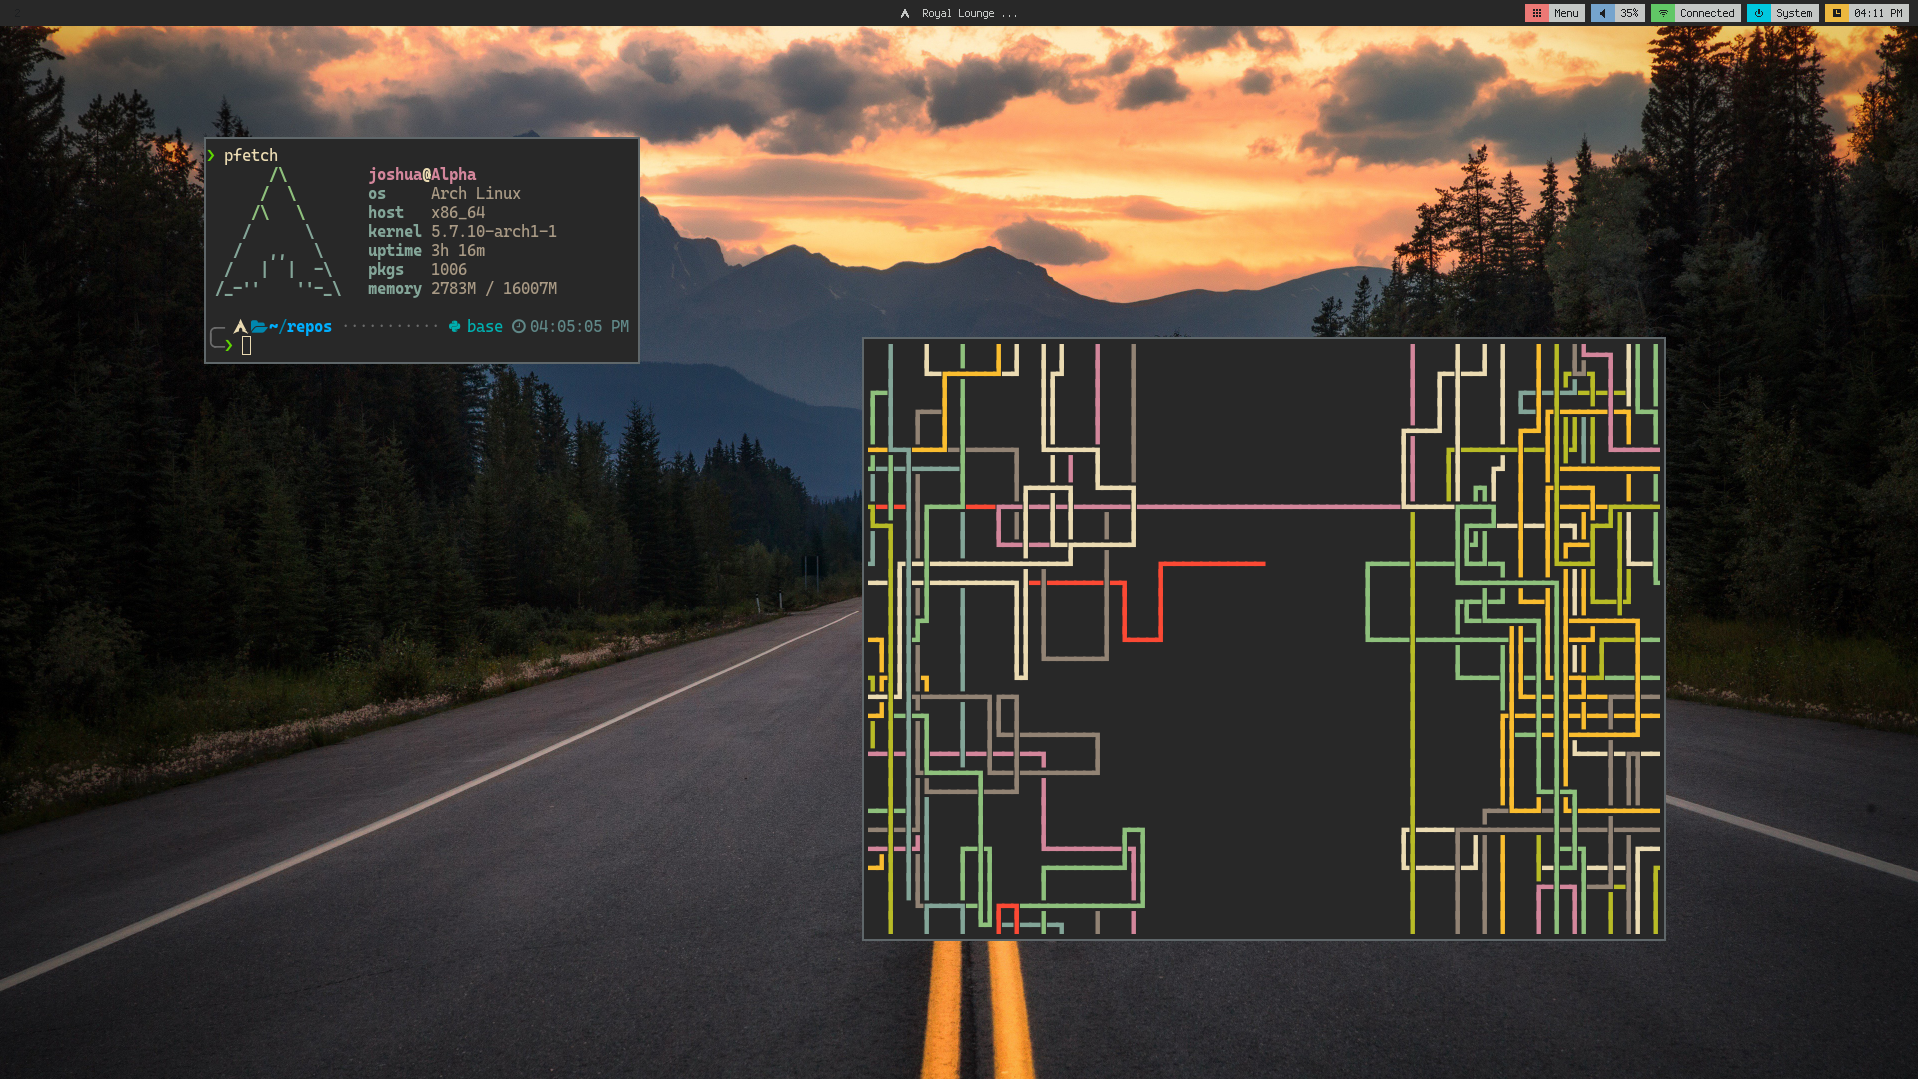 Royal Lounge ...
Menu
35%
Connected
System
04:11 PM
❯ pfetch
joshua@Alpha
os Arch Linux
host x86_64
kernel 5.7.10-arch1-1
uptime 3h 16m
pkgs 1006
memory 2783M / 16007M
~/repos ··········· base 04:05:05 PM
❯